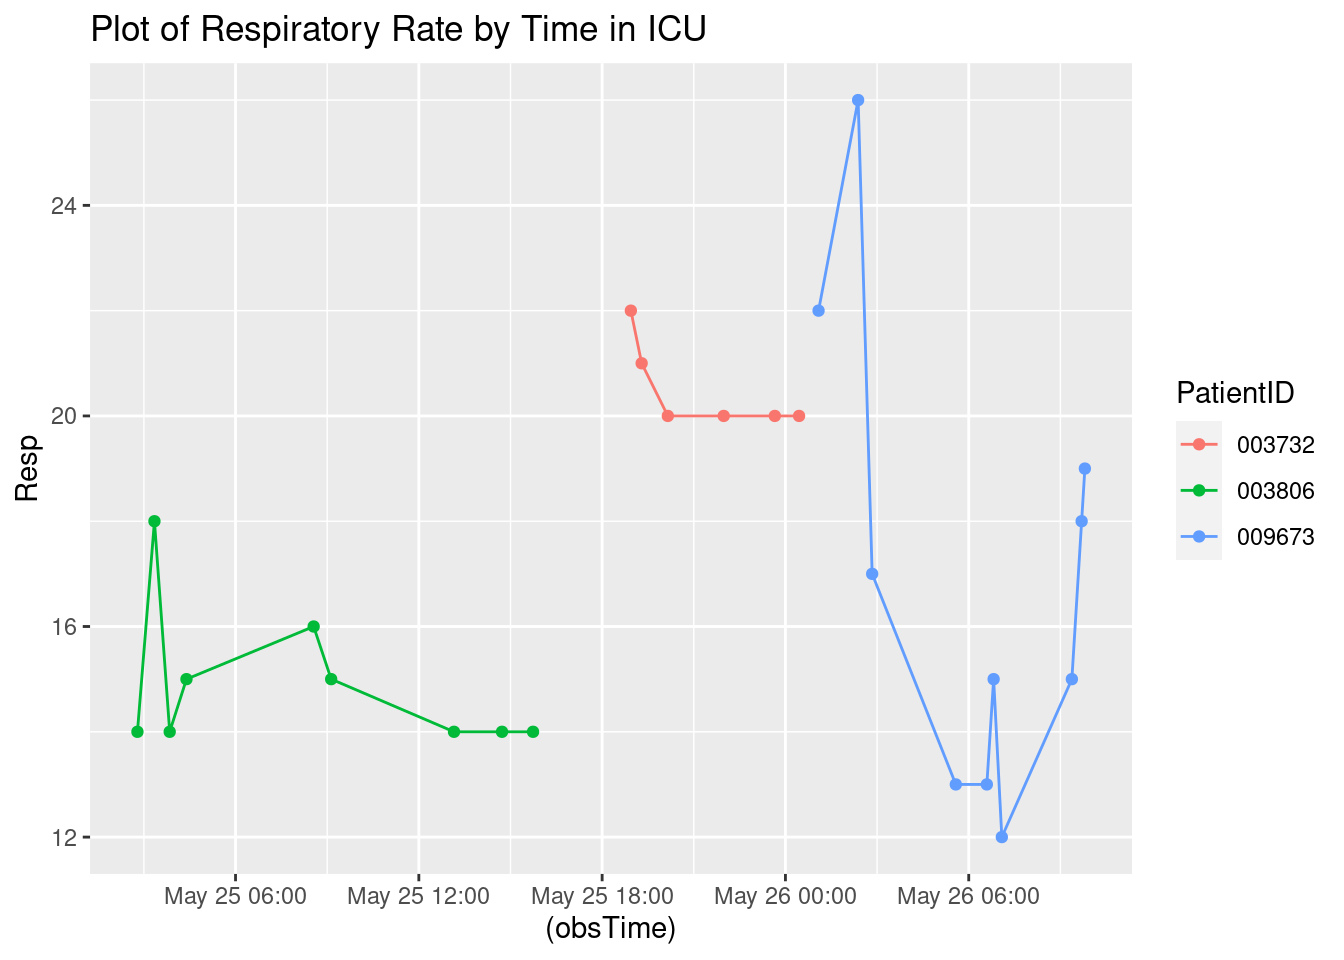 Plot of Respiratory Rate by Time in ICU
24
20
16
12
Resp
May 25 06:00
May 25 12:00
May 25 18:00
May 26 00:00
May 26 06:00
(obsTime)
PatientID
003732
003806
009673